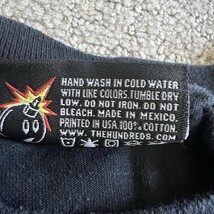 HAND WASH IN COLD WATER
WITH LIKE COLORS. TUMBLE DRY
LOW. DO NOT IRON. DO NOT
BLEACH. MADE IN MEXICO.
PRINTED IN USA. 100% COTTON.
THEHUNDREDS.COM